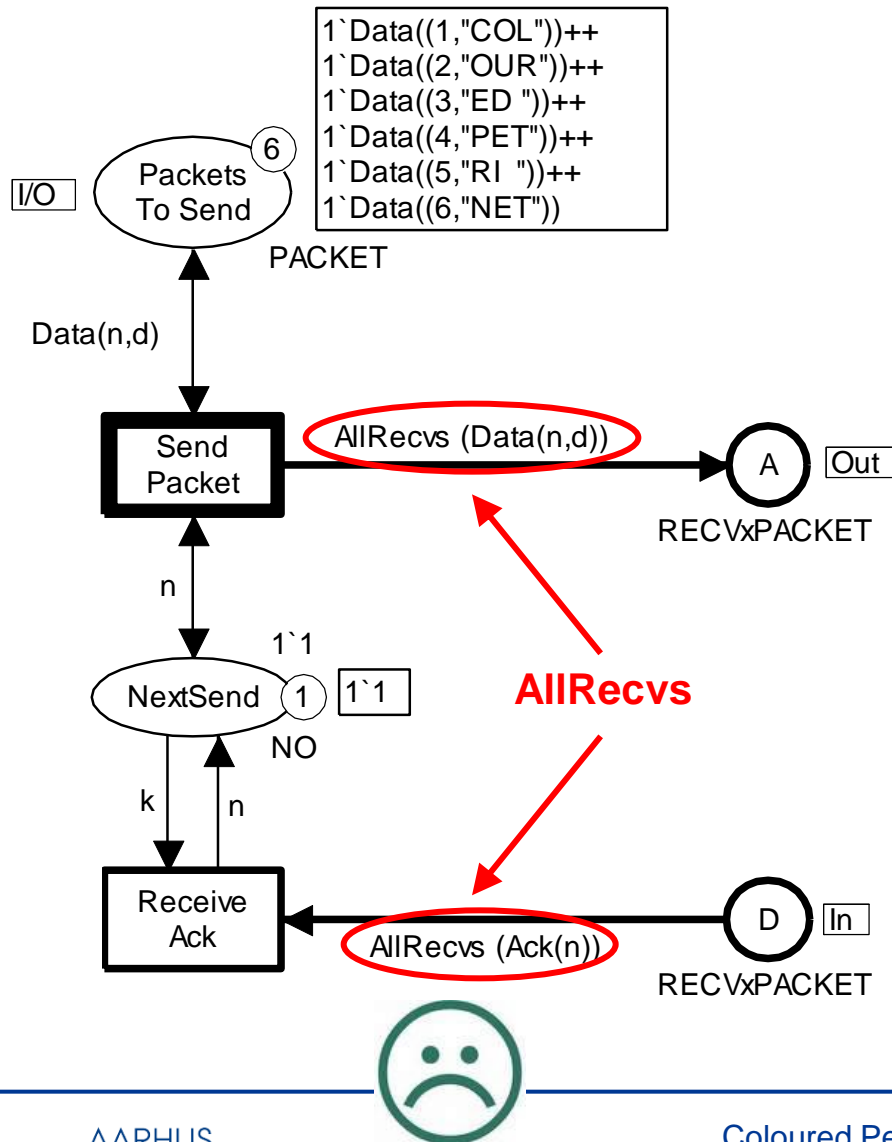 1`Data((1,"COL"))++
1`Data((2,"OUR"))++
1`Data((3,"ED "))++
1`Data((4,"PET"))++
1`Data((5,"RI  "))++
1`Data((6,"NET"))
6
Packets
To Send
I/O
PACKET
Data(n,d)
Send
Packet
AllRecvs (Data(n,d))
A
Out
RECVxPACKET
n
1`1
NextSend
1
1`1
AllRecvs
NO
k
n
Receive
Ack
AllRecvs (Ack(n))
D
In
RECVxPACKET
AARHUS
Coloured Pe